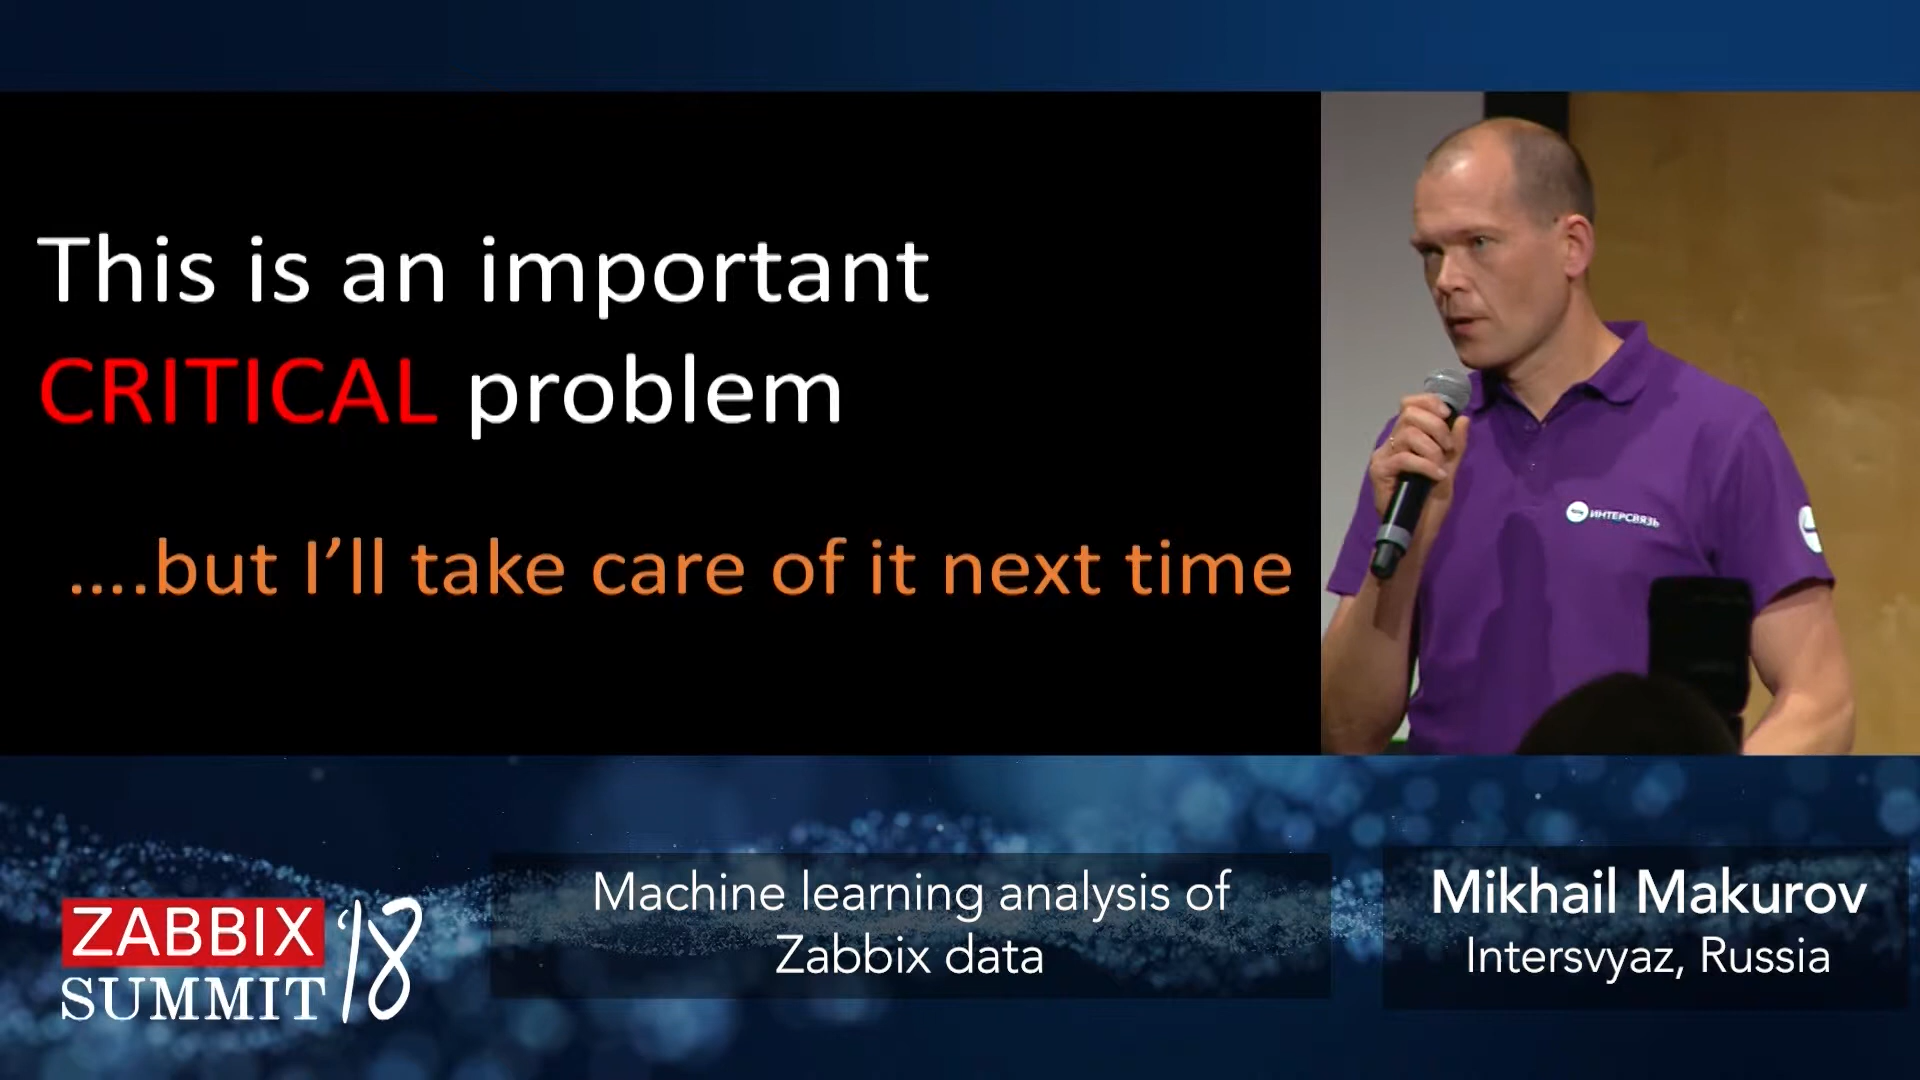 This is an important
CRITICAL problem
....but I’ll take care of it next time
ИНТЕРСВЯЗЬ
ZABBIX '18
SUMMIT
Machine learning analysis of
Zabbix data
Mikhail Makurov
Intersvyaz, Russia